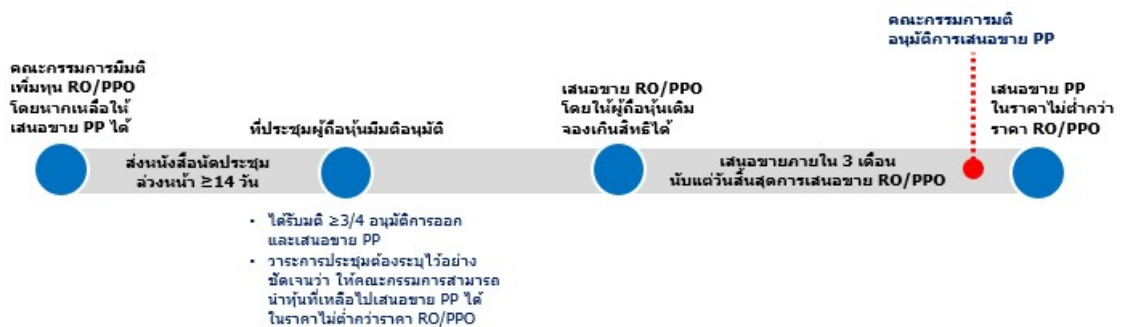 คณะกรรมการมีมติ
เพิ่มทุน RO/PPO
โดยหากเหลือให้
เสนอขาย PP ได้
ส่งหนังสือนัดประชุม
ล่วงหน้า ≥14 วัน
ที่ประชุมผู้ถือหุ้นมีมติอนุมัติ
• ได้รับมติ ≥3/4 อนุมัติการออก
และเสนอขาย PP
• วาระการประชุมต้องระบุไว้อย่าง
ชัดเจนว่า ให้คณะกรรมการสามารถ
นำหุ้นที่เหลือไปเสนอขาย PP ได้
ในราคาไม่ต่ำกว่าราคา RO/PPO
เสนอขาย RO/PPO
โดยให้ผู้ถือหุ้นเดิม
จองเกินสิทธิได้
เสนอขายภายใน 3 เดือน
นับแต่วันสิ้นสุดการเสนอขาย RO/PPO
คณะกรรมการมติ
อนุมัติการเสนอขาย PP
เสนอขาย PP
ในราคาไม่ต่ำกว่า
ราคา RO/PPO